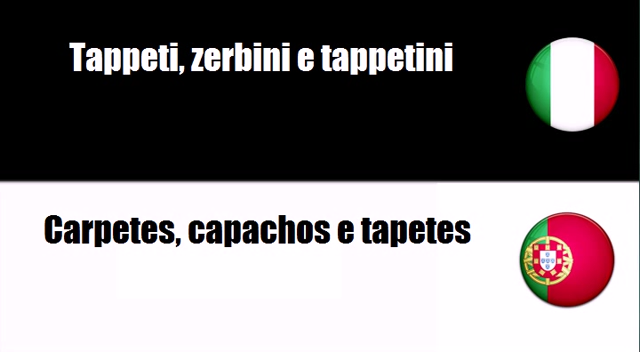 Tappeti, zerbini e tappetini
Carpetes, capachos e tapetes